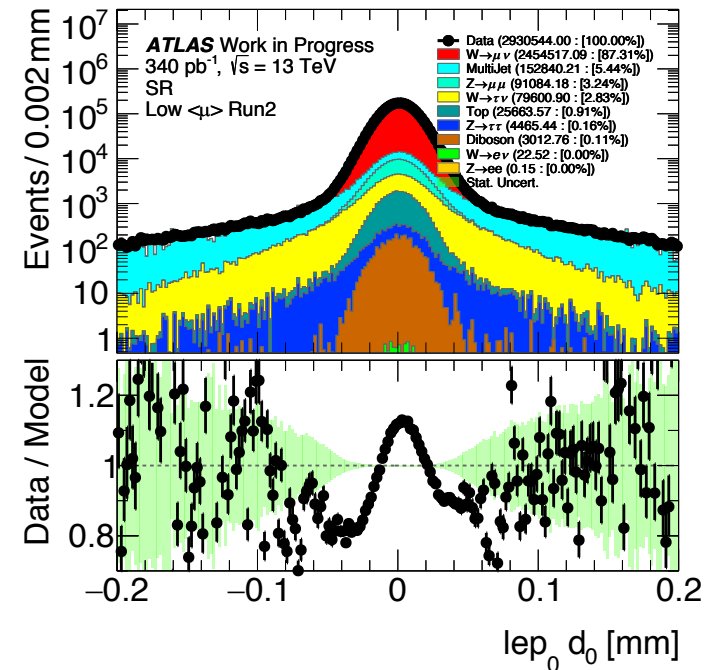 ATLAS Work in Progress
340 pb⁻¹, √s = 13 TeV
SR
Low <μ> Run2
Data (2930544.00 : [100.00%])
W→μν (2454517.09 : [87.31%])
MultiJet (152840.21 : [5.44%])
Z→μμ (91084.18 : [3.24%])
W→τν (79600.90 : [2.83%])
Top (25663.57 : [0.91%])
Z→ττ (4465.44 : [0.16%])
Diboson (3012.76 : [0.11%])
W→eν (22.52 : [0.00%])
Z→ee (0.15 : [0.00%])
Stat. Uncert.
Events / 0.002 mm
10⁷
10⁶
10⁵
10⁴
10³
10²
10
1
Data / Model
1.2
1
0.8
−0.2 −0.1 0 0.1 0.2
lep₀ d₀ [mm]